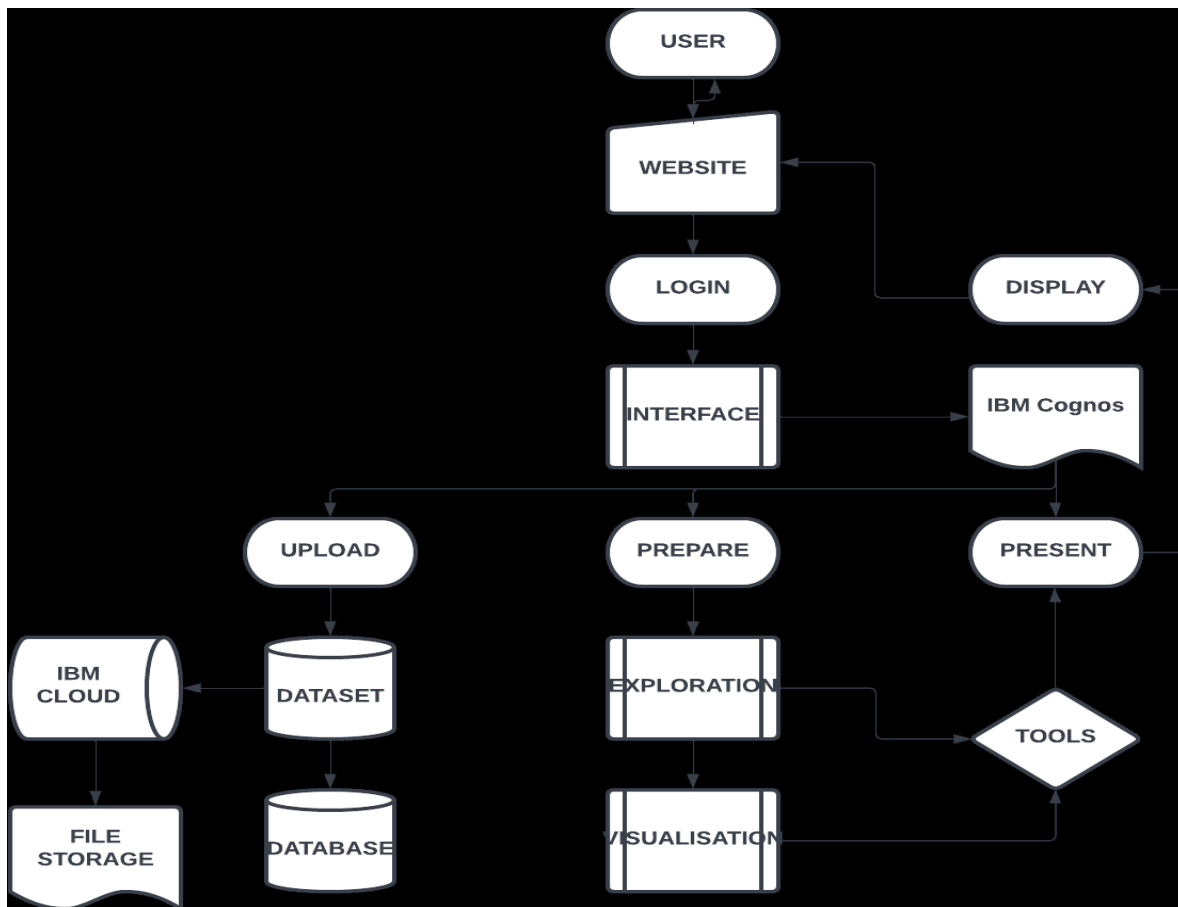 USER
WEBSITE
LOGIN
DISPLAY
INTERFACE
IBM Cognos
UPLOAD
PREPARE
PRESENT
IBM
CLOUD
DATASET
EXPLORATION
TOOLS
FILE
STORAGE
DATABASE
VISUALISATION